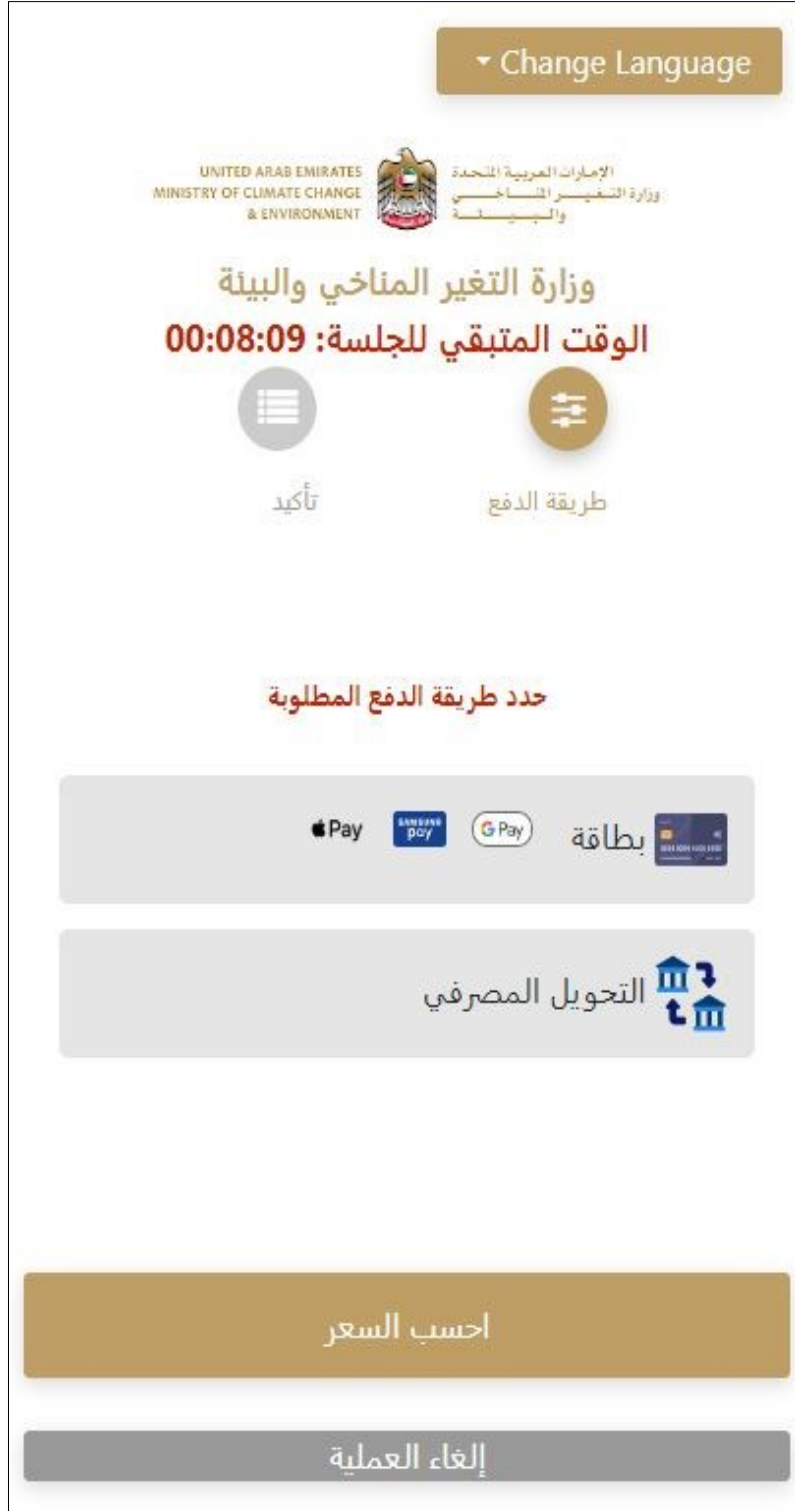 Change Language
UNITED ARAB EMIRATES
MINISTRY OF CLIMATE CHANGE
& ENVIRONMENT
الإمارات العربية المتحدة
وزارة التغيير المناخي
والبيئة
وزارة التغير المناخي والبيئة
الوقت المتبقي للجلسة: 00:08:09
طريقة الدفع
تأكيد
حدد طريقة الدفع المطلوبة
بطاقة G Pay SAMSUNG pay Pay
التحويل المصرفي
احسب السعر
إلغاء العملية